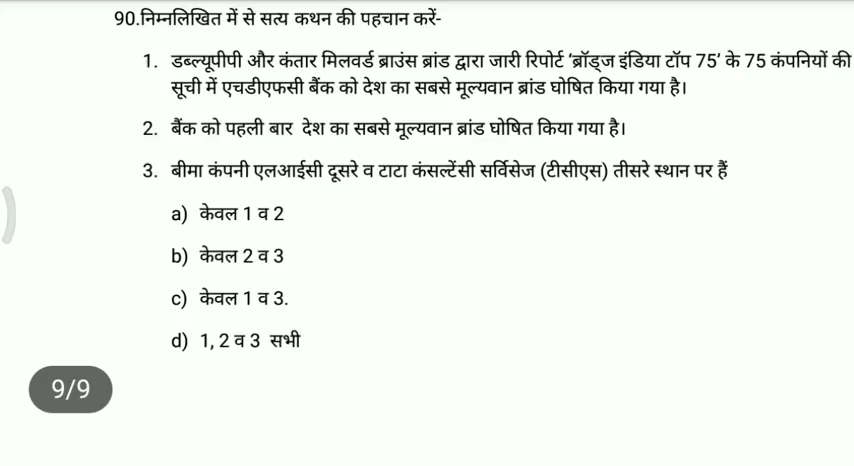 90.निम्नलिखित में से सत्य कथन की पहचान करें-
1. डब्ल्यूपीपी और कंतार मिलवर्ड ब्राउंस ब्रांड द्वारा जारी रिपोर्ट ‘ब्रॉड्ज इंडिया टॉप 75’ के 75 कंपनियों की
सूची में एचडीएफसी बैंक को देश का सबसे मूल्यवान ब्रांड घोषित किया गया है।
2. बैंक को पहली बार देश का सबसे मूल्यवान ब्रांड घोषित किया गया है।
3. बीमा कंपनी एलआईसी दूसरे व टाटा कंसल्टेंसी सर्विसेज (टीसीएस) तीसरे स्थान पर हैं
a) केवल 1 व 2
b) केवल 2 व 3
c) केवल 1 व 3.
d) 1, 2 व 3 सभी
9/9